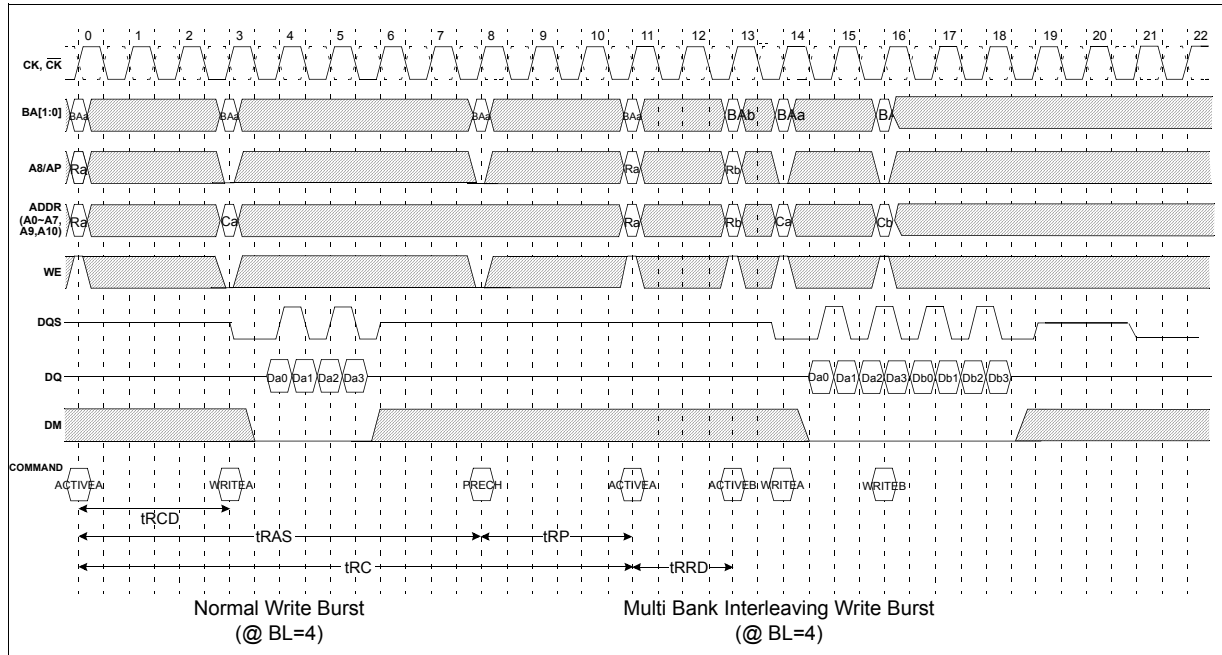 0 1 2 3 4 5 6 7 8 9 10 11 12 13 14 15 16 17 18 19 20 21 22
CK, CK
BA[1:0] BAa BAa BAa BAa BAb BAa BA
A8/AP Ra Ra Rb
ADDR
(A0~A7,
A9,A10)
Ra Ca Ra Rb Ca Cb
WE
DQS
DQ Da0 Da1 Da2 Da3 Da0 Da1 Da2 Da3 Db0 Db1 Db2 Db3
DM
COMMAND
ACTIVEA WRITEA PRECH ACTIVEA ACTIVEB WRITEA WRITEB
tRCD
tRAS tRP
tRC tRRD
Normal Write Burst Multi Bank Interleaving Write Burst
(@ BL=4) (@ BL=4)